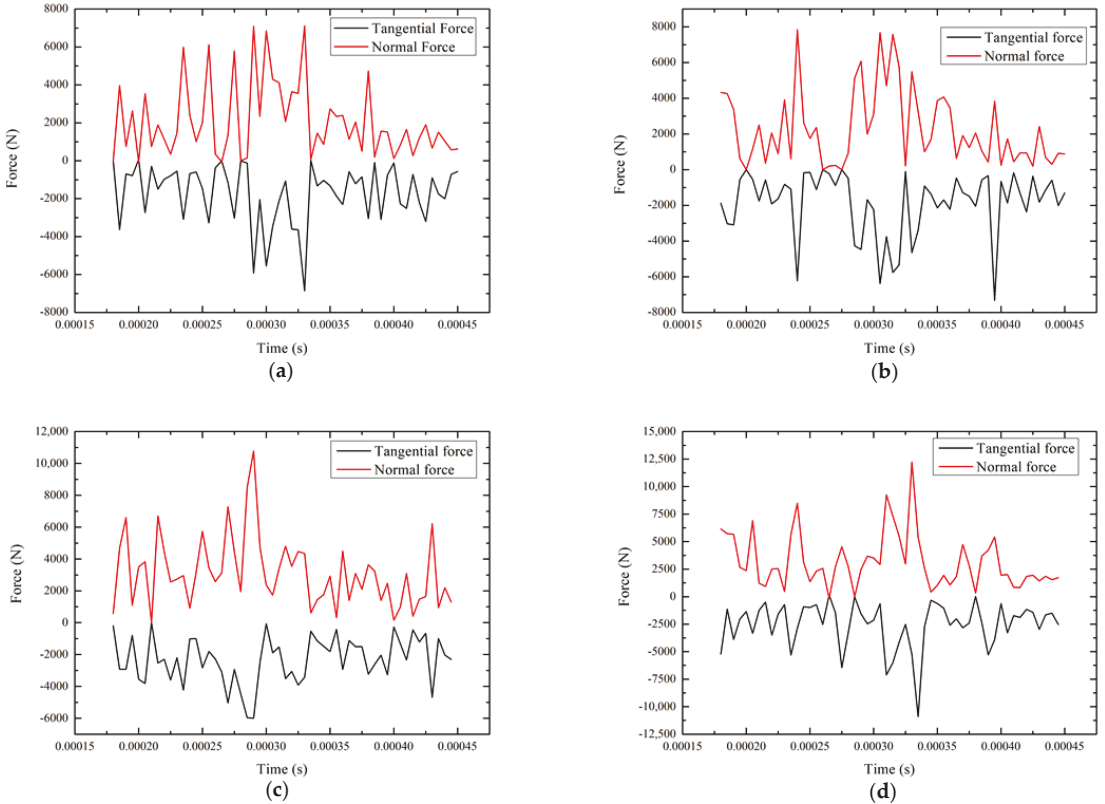 8000
6000
4000
2000
0
-2000
-4000
-6000
-8000
Force (N)
Tangential Force
Normal Force
0.00015 0.00020 0.00025 0.00030 0.00035 0.00040 0.00045
Time (s)
(a)
8000
6000
4000
2000
0
-2000
-4000
-6000
-8000
Force (N)
Tangential force
Normal force
0.00015 0.00020 0.00025 0.00030 0.00035 0.00040 0.00045
Time (s)
(b)
12,000
10,000
8000
6000
4000
2000
0
-2000
-4000
-6000
Force (N)
Tangential force
Normal force
0.00015 0.00020 0.00025 0.00030 0.00035 0.00040 0.00045
Time (s)
(c)
15,000
12,500
10,000
7500
5000
2500
0
-2500
-5000
-7500
-10,000
-12,500
Force (N)
Tangential force
Normal force
0.00015 0.00020 0.00025 0.00030 0.00035 0.00040 0.00045
Time (s)
(d)